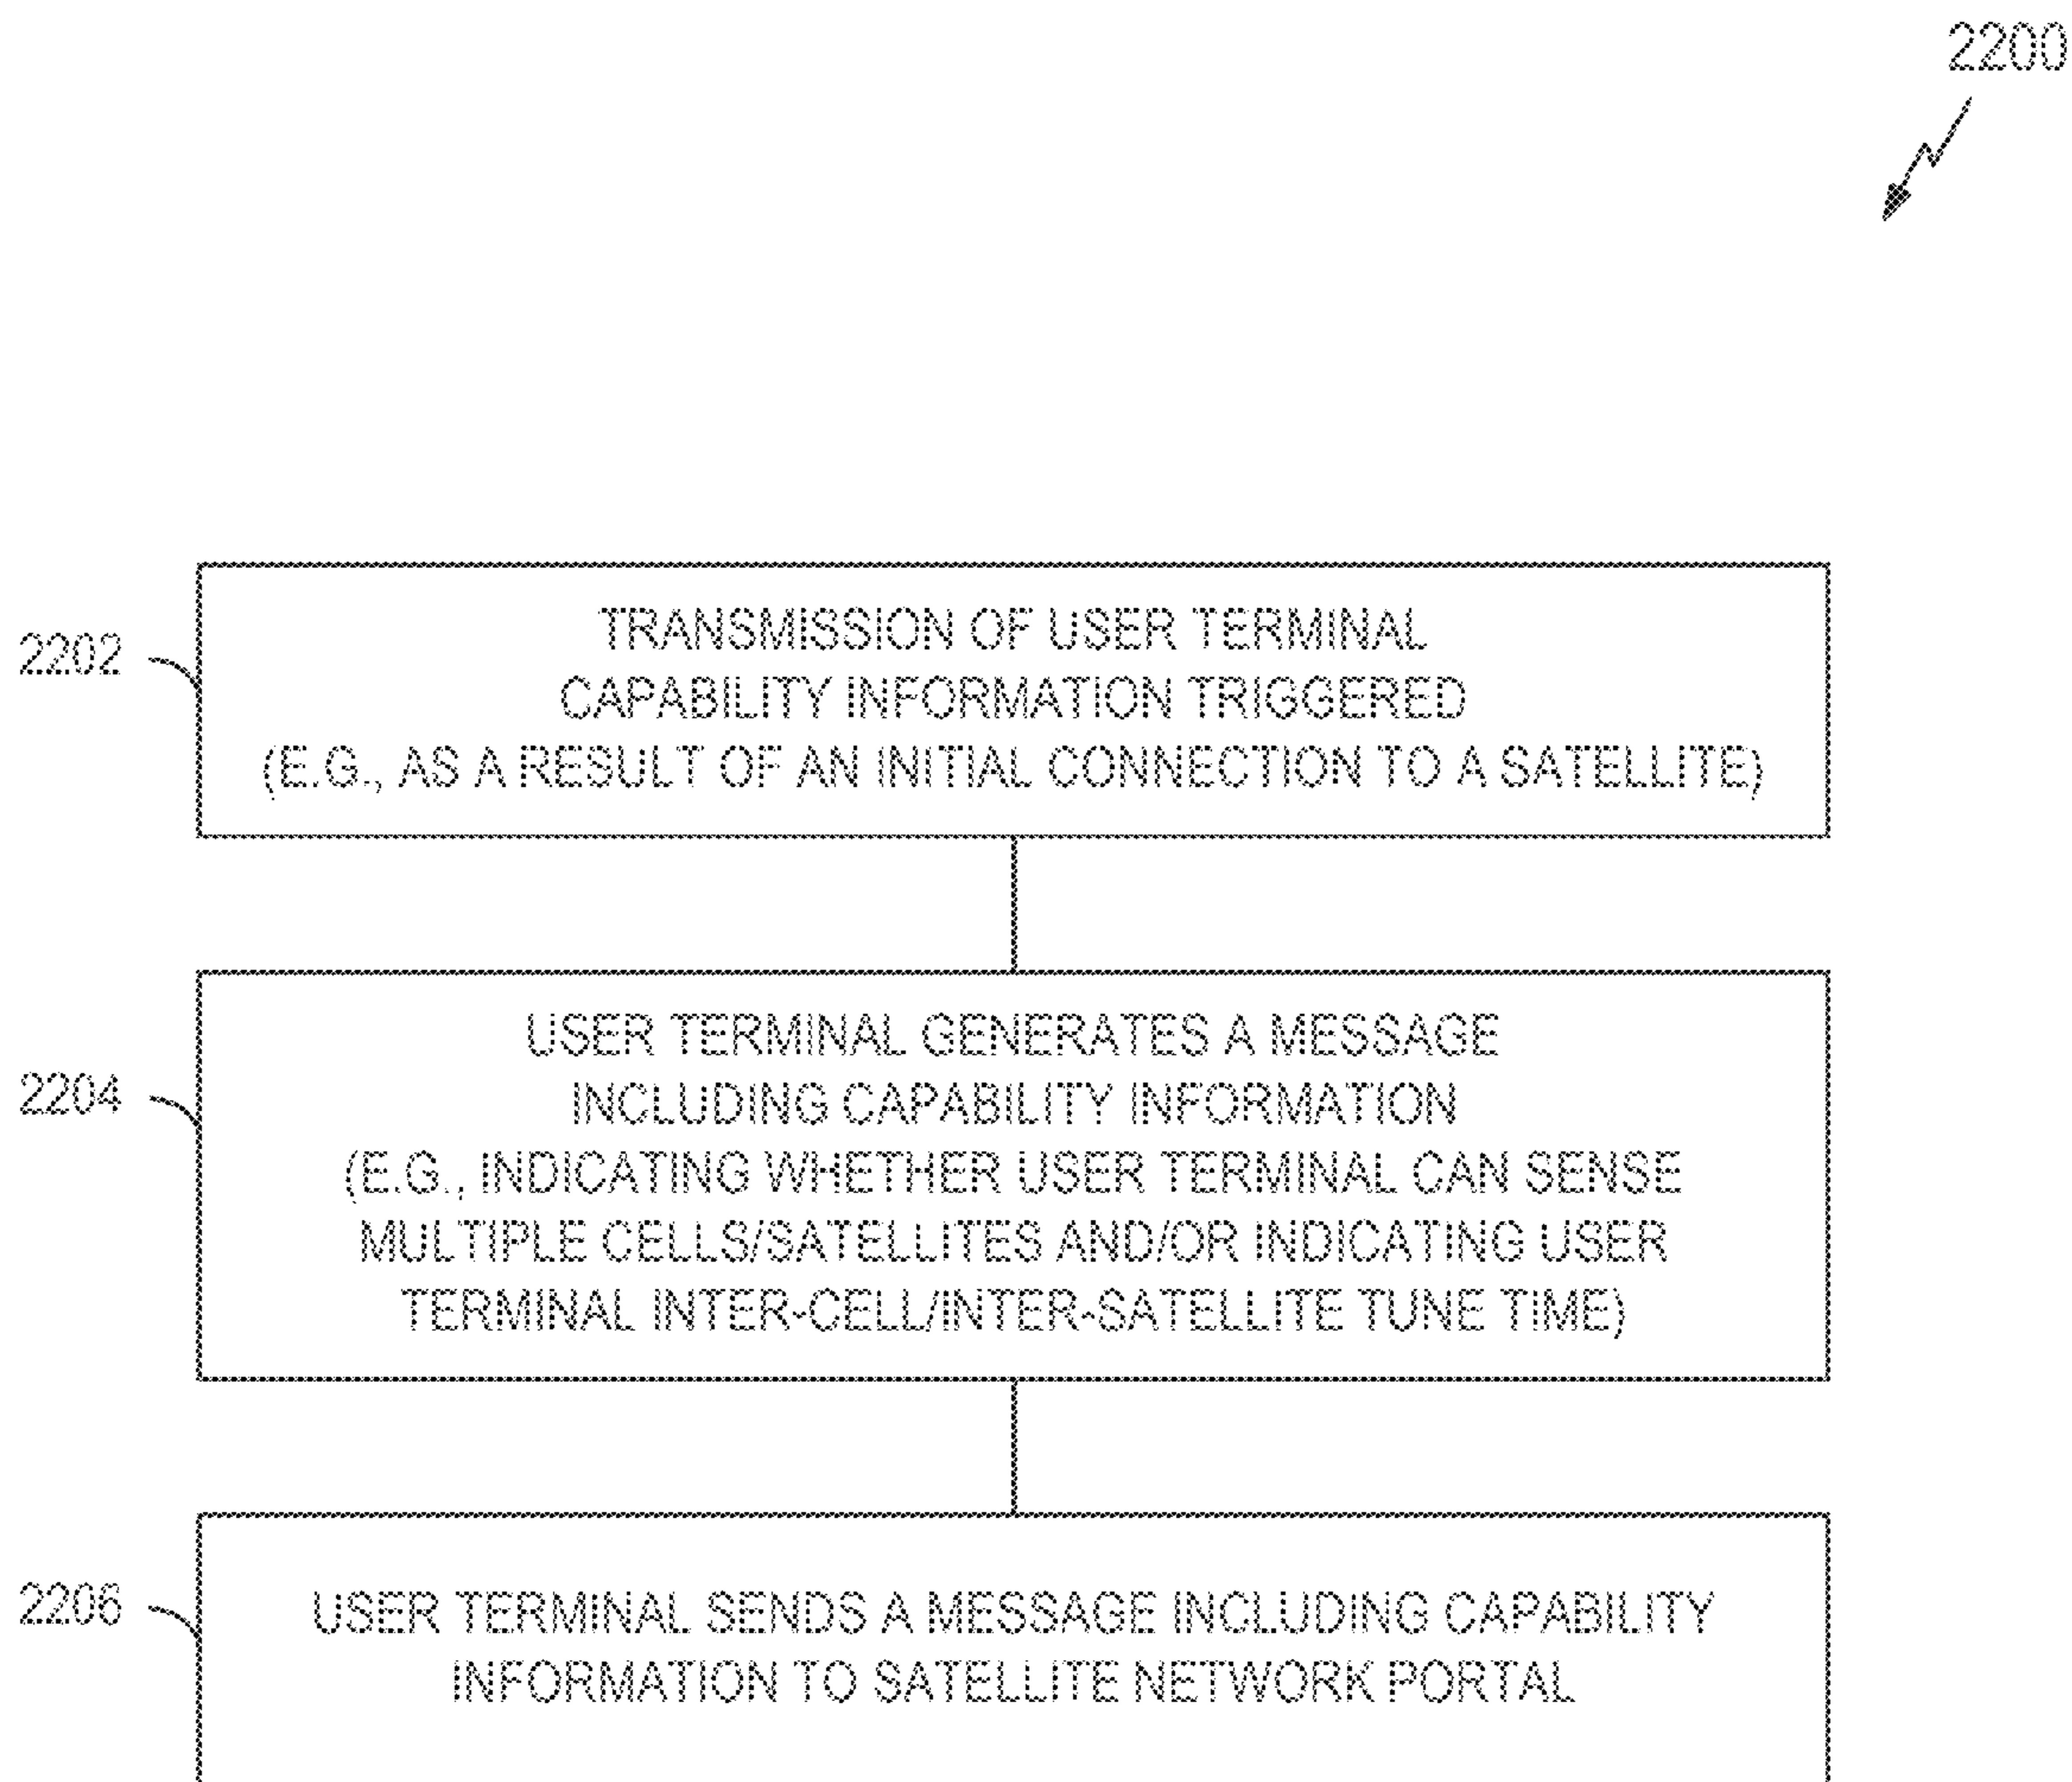 2200
2202
TRANSMISSION OF USER TERMINAL
CAPABILITY INFORMATION TRIGGERED
(E.G., AS A RESULT OF AN INITIAL CONNECTION TO A SATELLITE)
2204
USER TERMINAL GENERATES A MESSAGE
INCLUDING CAPABILITY INFORMATION
(E.G., INDICATING WHETHER USER TERMINAL CAN SENSE
MULTIPLE CELLS/SATELLITES AND/OR INDICATING USER
TERMINAL INTER-CELL/INTER-SATELLITE TUNE TIME)
2206
USER TERMINAL SENDS A MESSAGE INCLUDING CAPABILITY
INFORMATION TO SATELLITE NETWORK PORTAL